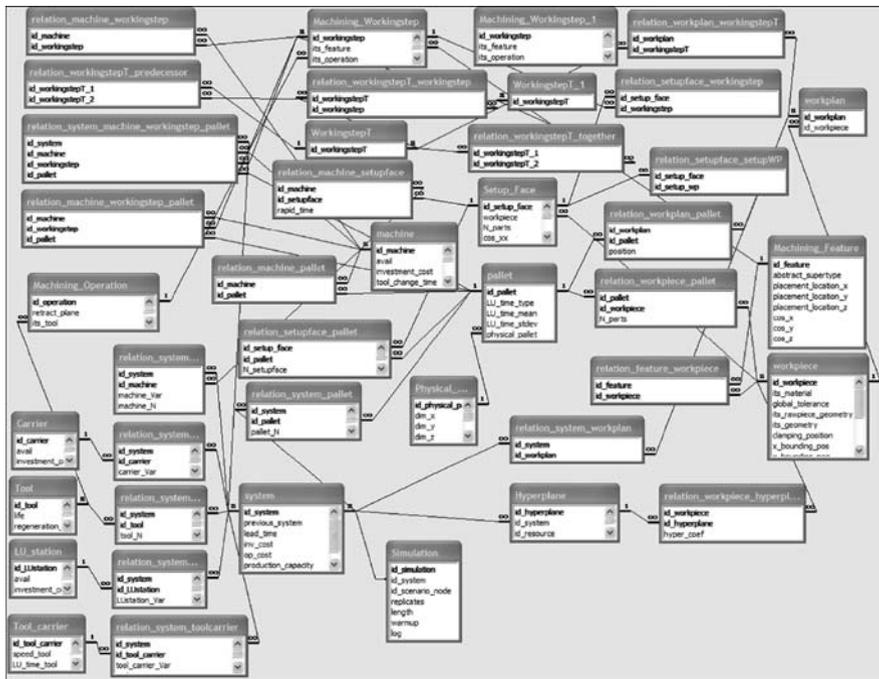 relation_machine_workingstep
id_machine
id_workingstep
Machining_Workingstep
id_workingstep
its_feature
its_operation
Machining_Workingstep_1
id_workingstep
its_feature
its_operation
relation_workplan_workingstepT
id_workplan
id_workingstepT
relation_workingstepT_predecessor
id_workingstepT_1
id_workingstepT_2
relation_workingstepT_workingstep
id_workingstepT
id_workingstep
WorkingstepT_1
id_workingstepT
relation_setupface_workingstep
id_setup_face
id_workingstep
workplan
id_workplan
id_workpiece
relation_system_machine_workingstep_pallet
id_system
id_machine
id_workingstep
id_pallet
WorkingstepT
id_workingstepT
relation_workingstepT_together
id_workingstepT_1
id_workingstepT_2
relation_machine_setupface
id_machine
id_setupface
rapid_time
relation_setupface_setupWP
id_setup_face
id_setup_wp
Setup_Face
id_setup_face
workpiece
N_parts
cos_xx
relation_machine_workingstep_pallet
id_machine
id_workingstep
id_pallet
machine
id_machine
avail
investment_cost
tool_change_time
relation_workplan_pallet
id_workplan
id_pallet
position
Machining_Feature
id_feature
abstract_supertype
placement_location_x
placement_location_y
placement_location_z
cos_x
cos_y
cos_z
relation_machine_pallet
id_machine
id_pallet
pallet
id_pallet
LU_time_type
LU_time_mean
LU_time_stdev
physical_pallet
relation_workpiece_pallet
id_pallet
id_workpiece
N_parts
Machining_Operation
id_operation
retract_plane
its_tool
relation_setupface_pallet
id_setup_face
id_pallet
N_setupface
relation_system...
id_system
id_machine
machine_Var
machine_N
relation_feature_workpiece
id_feature
id_workpiece
workpiece
id_workpiece
its_material
global_tolerance
its_rawpiece_geometry
its_geometry
clamping_position
x_bounding_pos
relation_system_pallet
id_system
id_pallet
pallet_N
Physical_...
id_physical_p
dim_x
dim_y
dim_z
Carrier
id_carrier
avail
investment_c
relation_system...
id_system
id_carrier
carrier_Var
relation_system_workplan
id_system
id_workplan
Tool
id_tool
life
regeneration_
relation_system...
id_system
id_tool
tool_N
system
id_system
previous_system
lead_time
inv_cost
op_cost
production_capacity
Hyperplane
id_hyperplane
id_system
id_resource
relation_workpiece_hyperpl...
id_workpiece
id_hyperplane
hyper_coef
LU_station
id_LUstation
avail
investment_c
relation_system...
id_system
id_LUstation
LUstation_Var
Simulation
id_simulation
id_system
id_scenario_node
replicates
length
warmup
log
Tool_carrier
id_tool_carrier
speed_tool
LU_time_tool
relation_system_toolcarrier
id_system
id_tool_carrier
tool_carrier_Var